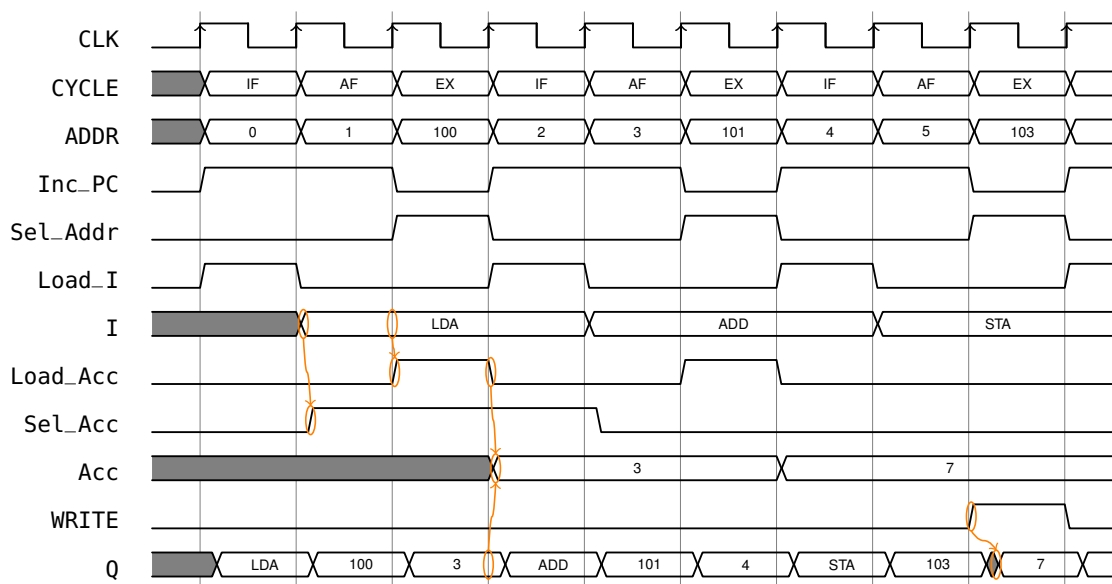 CLK
CYCLE IF AF EX IF AF EX IF AF EX
ADDR 0 1 100 2 3 101 4 5 103
Inc_PC
Sel_Addr
Load_I
I LDA ADD STA
Load_Acc
Sel_Acc
Acc 3 7
WRITE
Q LDA 100 3 ADD 101 4 STA 103 7